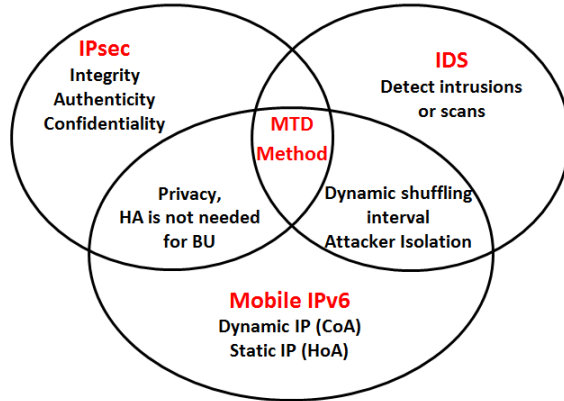 IPsec
Integrity
Authenticity
Confidentiality
IDS
Detect intrusions
or scans
MTD
Method
Privacy,
HA is not needed
for BU
Dynamic shuffling
interval
Attacker Isolation
Mobile IPv6
Dynamic IP (CoA)
Static IP (HoA)